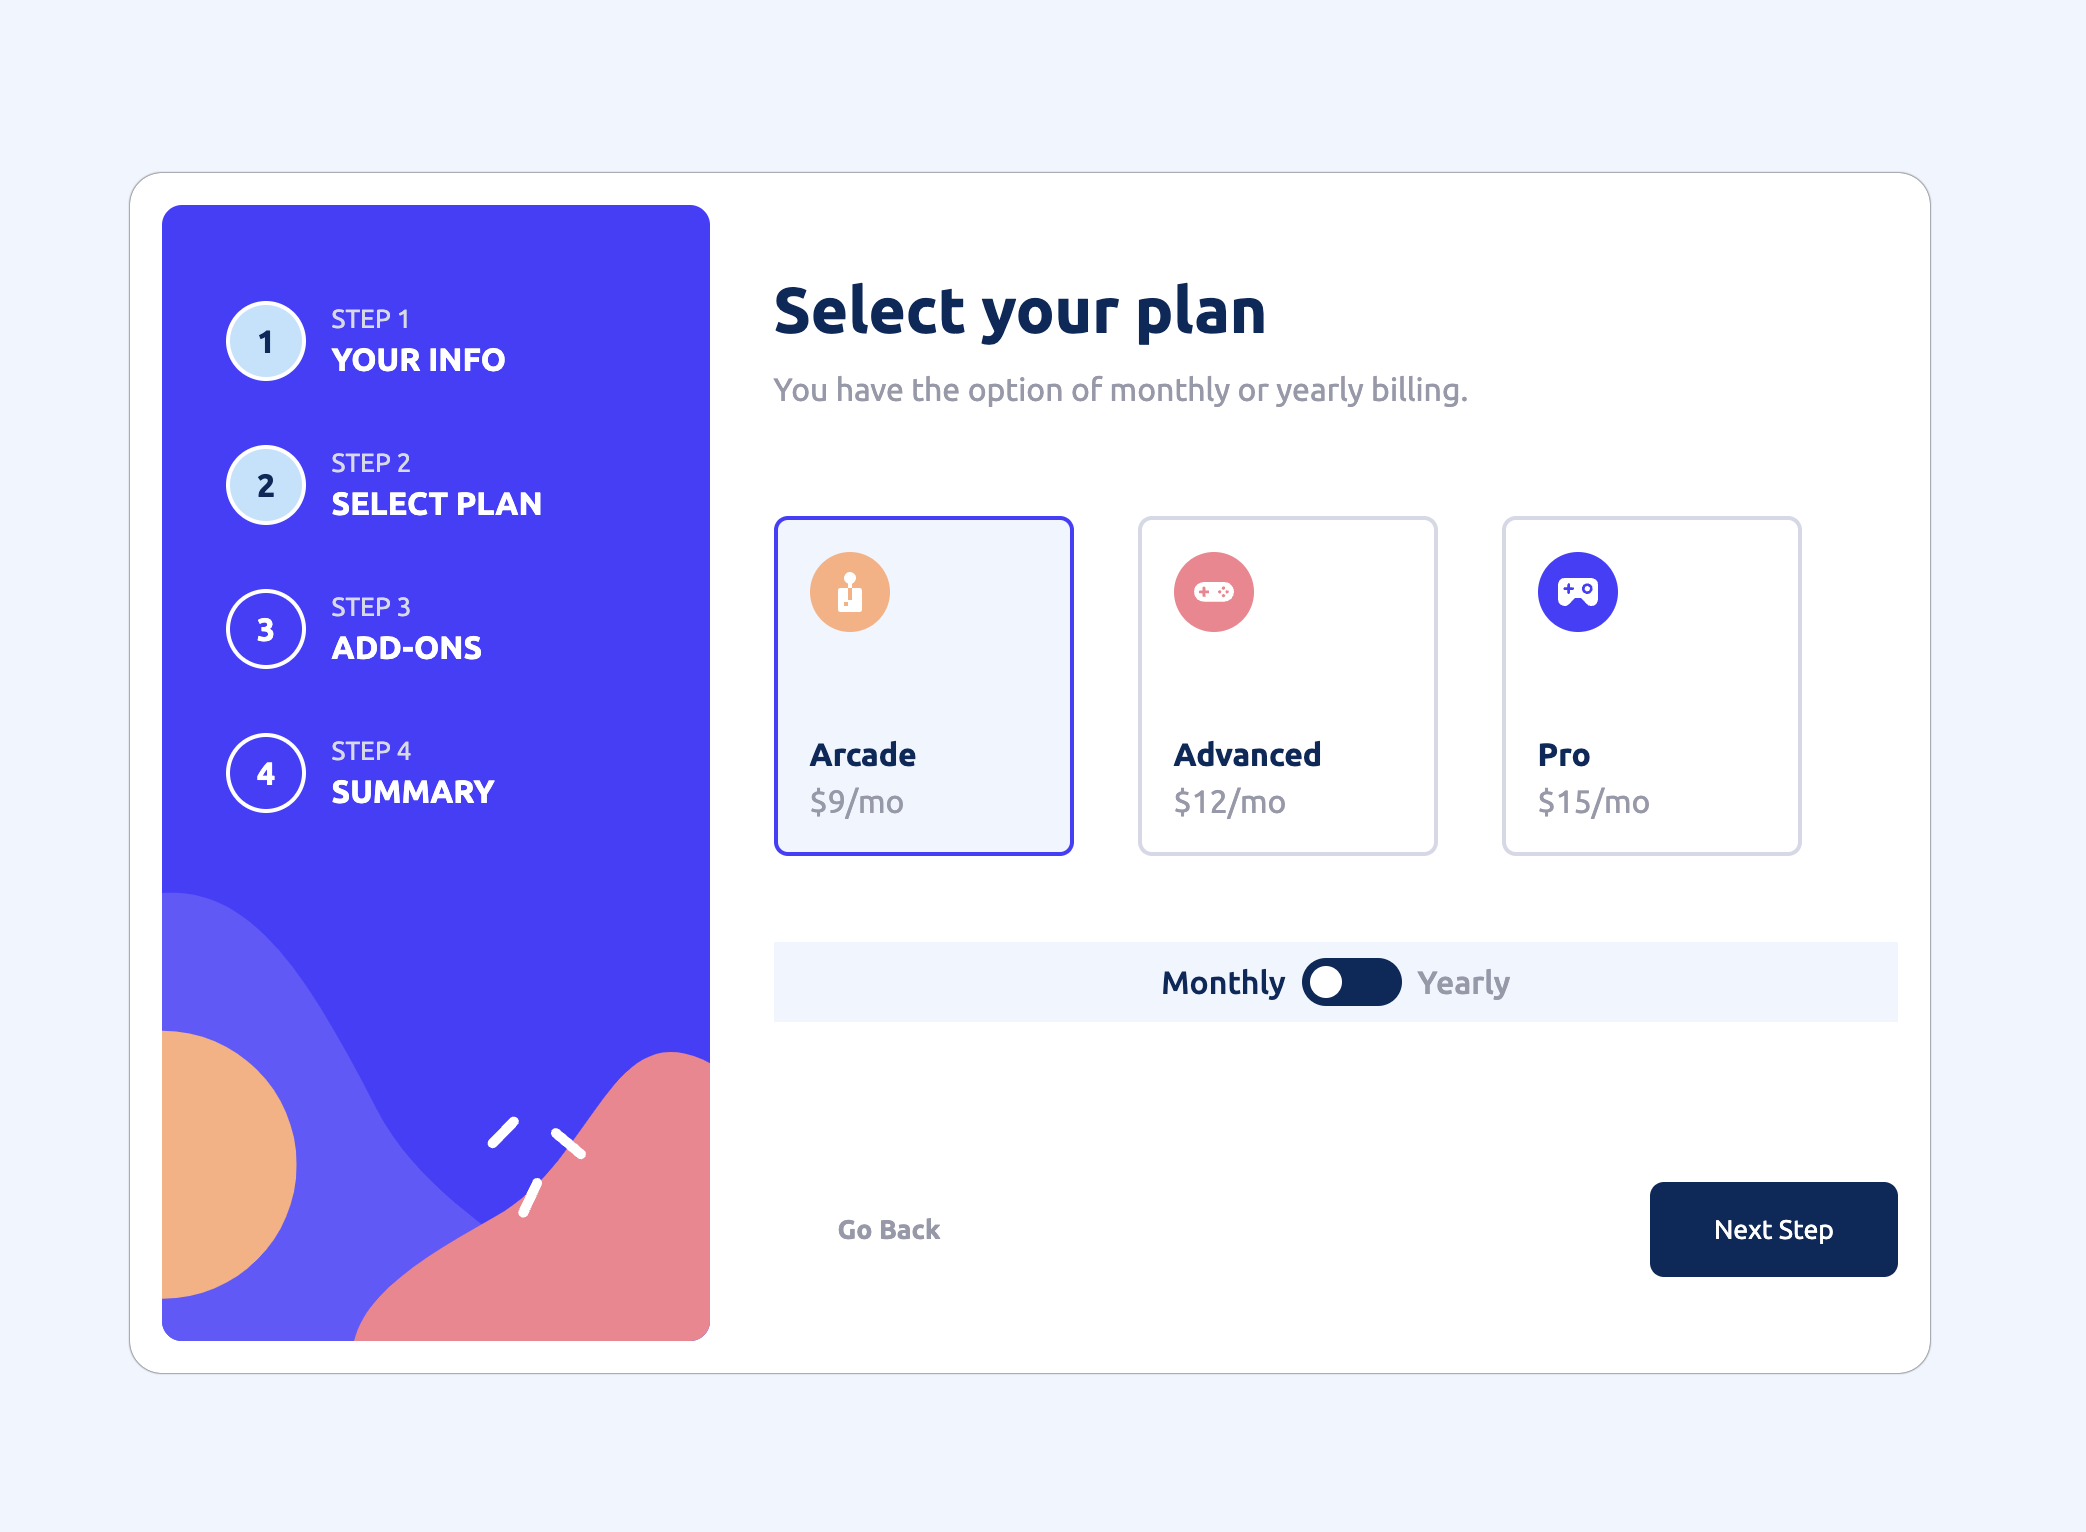 1
STEP 1
YOUR INFO
2
STEP 2
SELECT PLAN
3
STEP 3
ADD-ONS
4
STEP 4
SUMMARY
Select your plan
You have the option of monthly or yearly billing.
Arcade
$9/mo
Advanced
$12/mo
Pro
$15/mo
Monthly Yearly
Go Back
Next Step